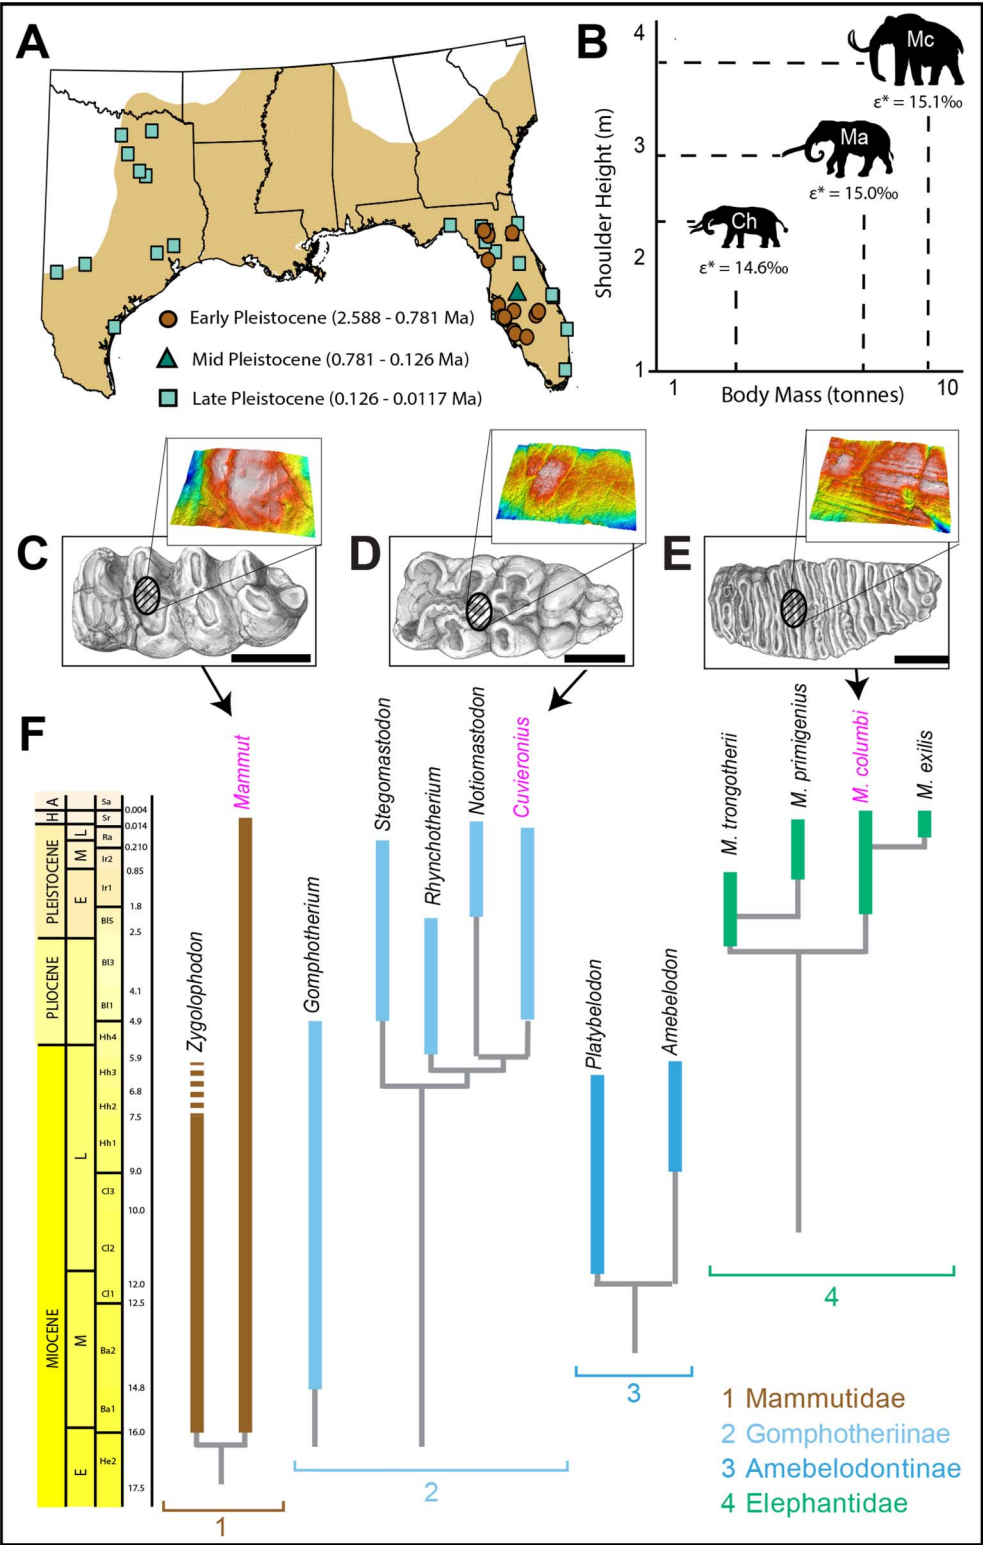 A
Early Pleistocene (2.588 - 0.781 Ma)
Mid Pleistocene (0.781 - 0.126 Ma)
Late Pleistocene (0.126 - 0.0117 Ma)
B
4
3
2
1
Shoulder Height (m)
Mc
ε* = 15.1‰
Ma
ε* = 15.0‰
Ch
ε* = 14.6‰
1
10
Body Mass (tonnes)
C
D
E
F
Mammut
Zygolophodon
Gomphotherium
Stegomastodon
Rhynchotherium
Notiomastodon
Cuvieronius
Platybelodon
Amebelodon
M. trongotherii
M. primigenius
M. columbi
M. exilis
H
A
PLEISTOCENE
PLIOCENE
MIOCENE
L
M
E
L
M
E
Sa
Sr
Ra
Ir2
Ir1
Bl5
Bl3
Bl1
Hh4
Hh3
Hh2
Hh1
Cl3
Cl2
Cl1
Ba2
Ba1
He2
0.004
0.014
0.210
0.85
1.8
2.5
4.1
4.9
5.9
6.8
7.5
9.0
10.0
12.0
12.5
14.8
16.0
17.5
1
2
3
4
1 Mammutidae
2 Gomphotheriinae
3 Amebelodontinae
4 Elephantidae